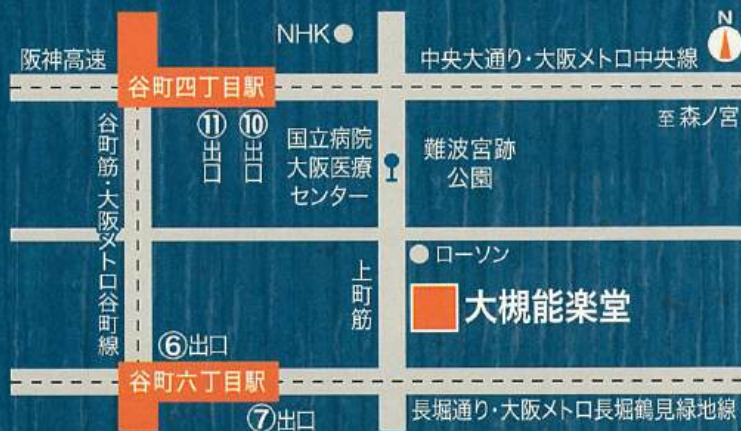 N
NHK
阪神高速
中央大通り・大阪メトロ中央線
谷町四丁目駅
至森ノ宮
谷町筋・大阪メトロ谷町線
⑪出口
⑩出口
国立病院
大阪医療
センター
難波宮跡
公園
ローソン
上町筋
大槻能楽堂
⑥出口
谷町六丁目駅
⑦出口
長堀通り・大阪メトロ長堀鶴見緑地線